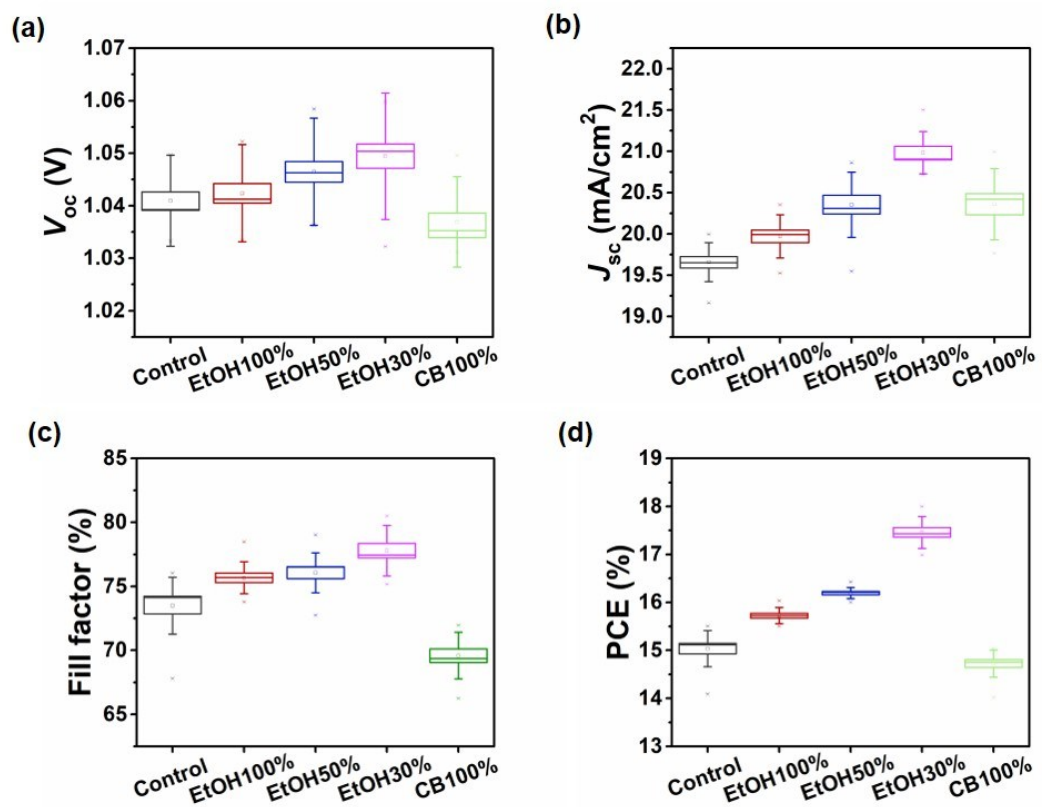 (a)
1.07
1.06
1.05
1.04
1.03
1.02
Voc (V)
Control
EtOH100%
EtOH50%
EtOH30%
CB100%
(b)
22.0
21.5
21.0
20.5
20.0
19.5
19.0
Jsc (mA/cm²)
Control
EtOH100%
EtOH50%
EtOH30%
CB100%
(c)
85
80
75
70
65
Fill factor (%)
Control
EtOH100%
EtOH50%
EtOH30%
CB100%
(d)
19
18
17
16
15
14
13
PCE (%)
Control
EtOH100%
EtOH50%
EtOH30%
CB100%